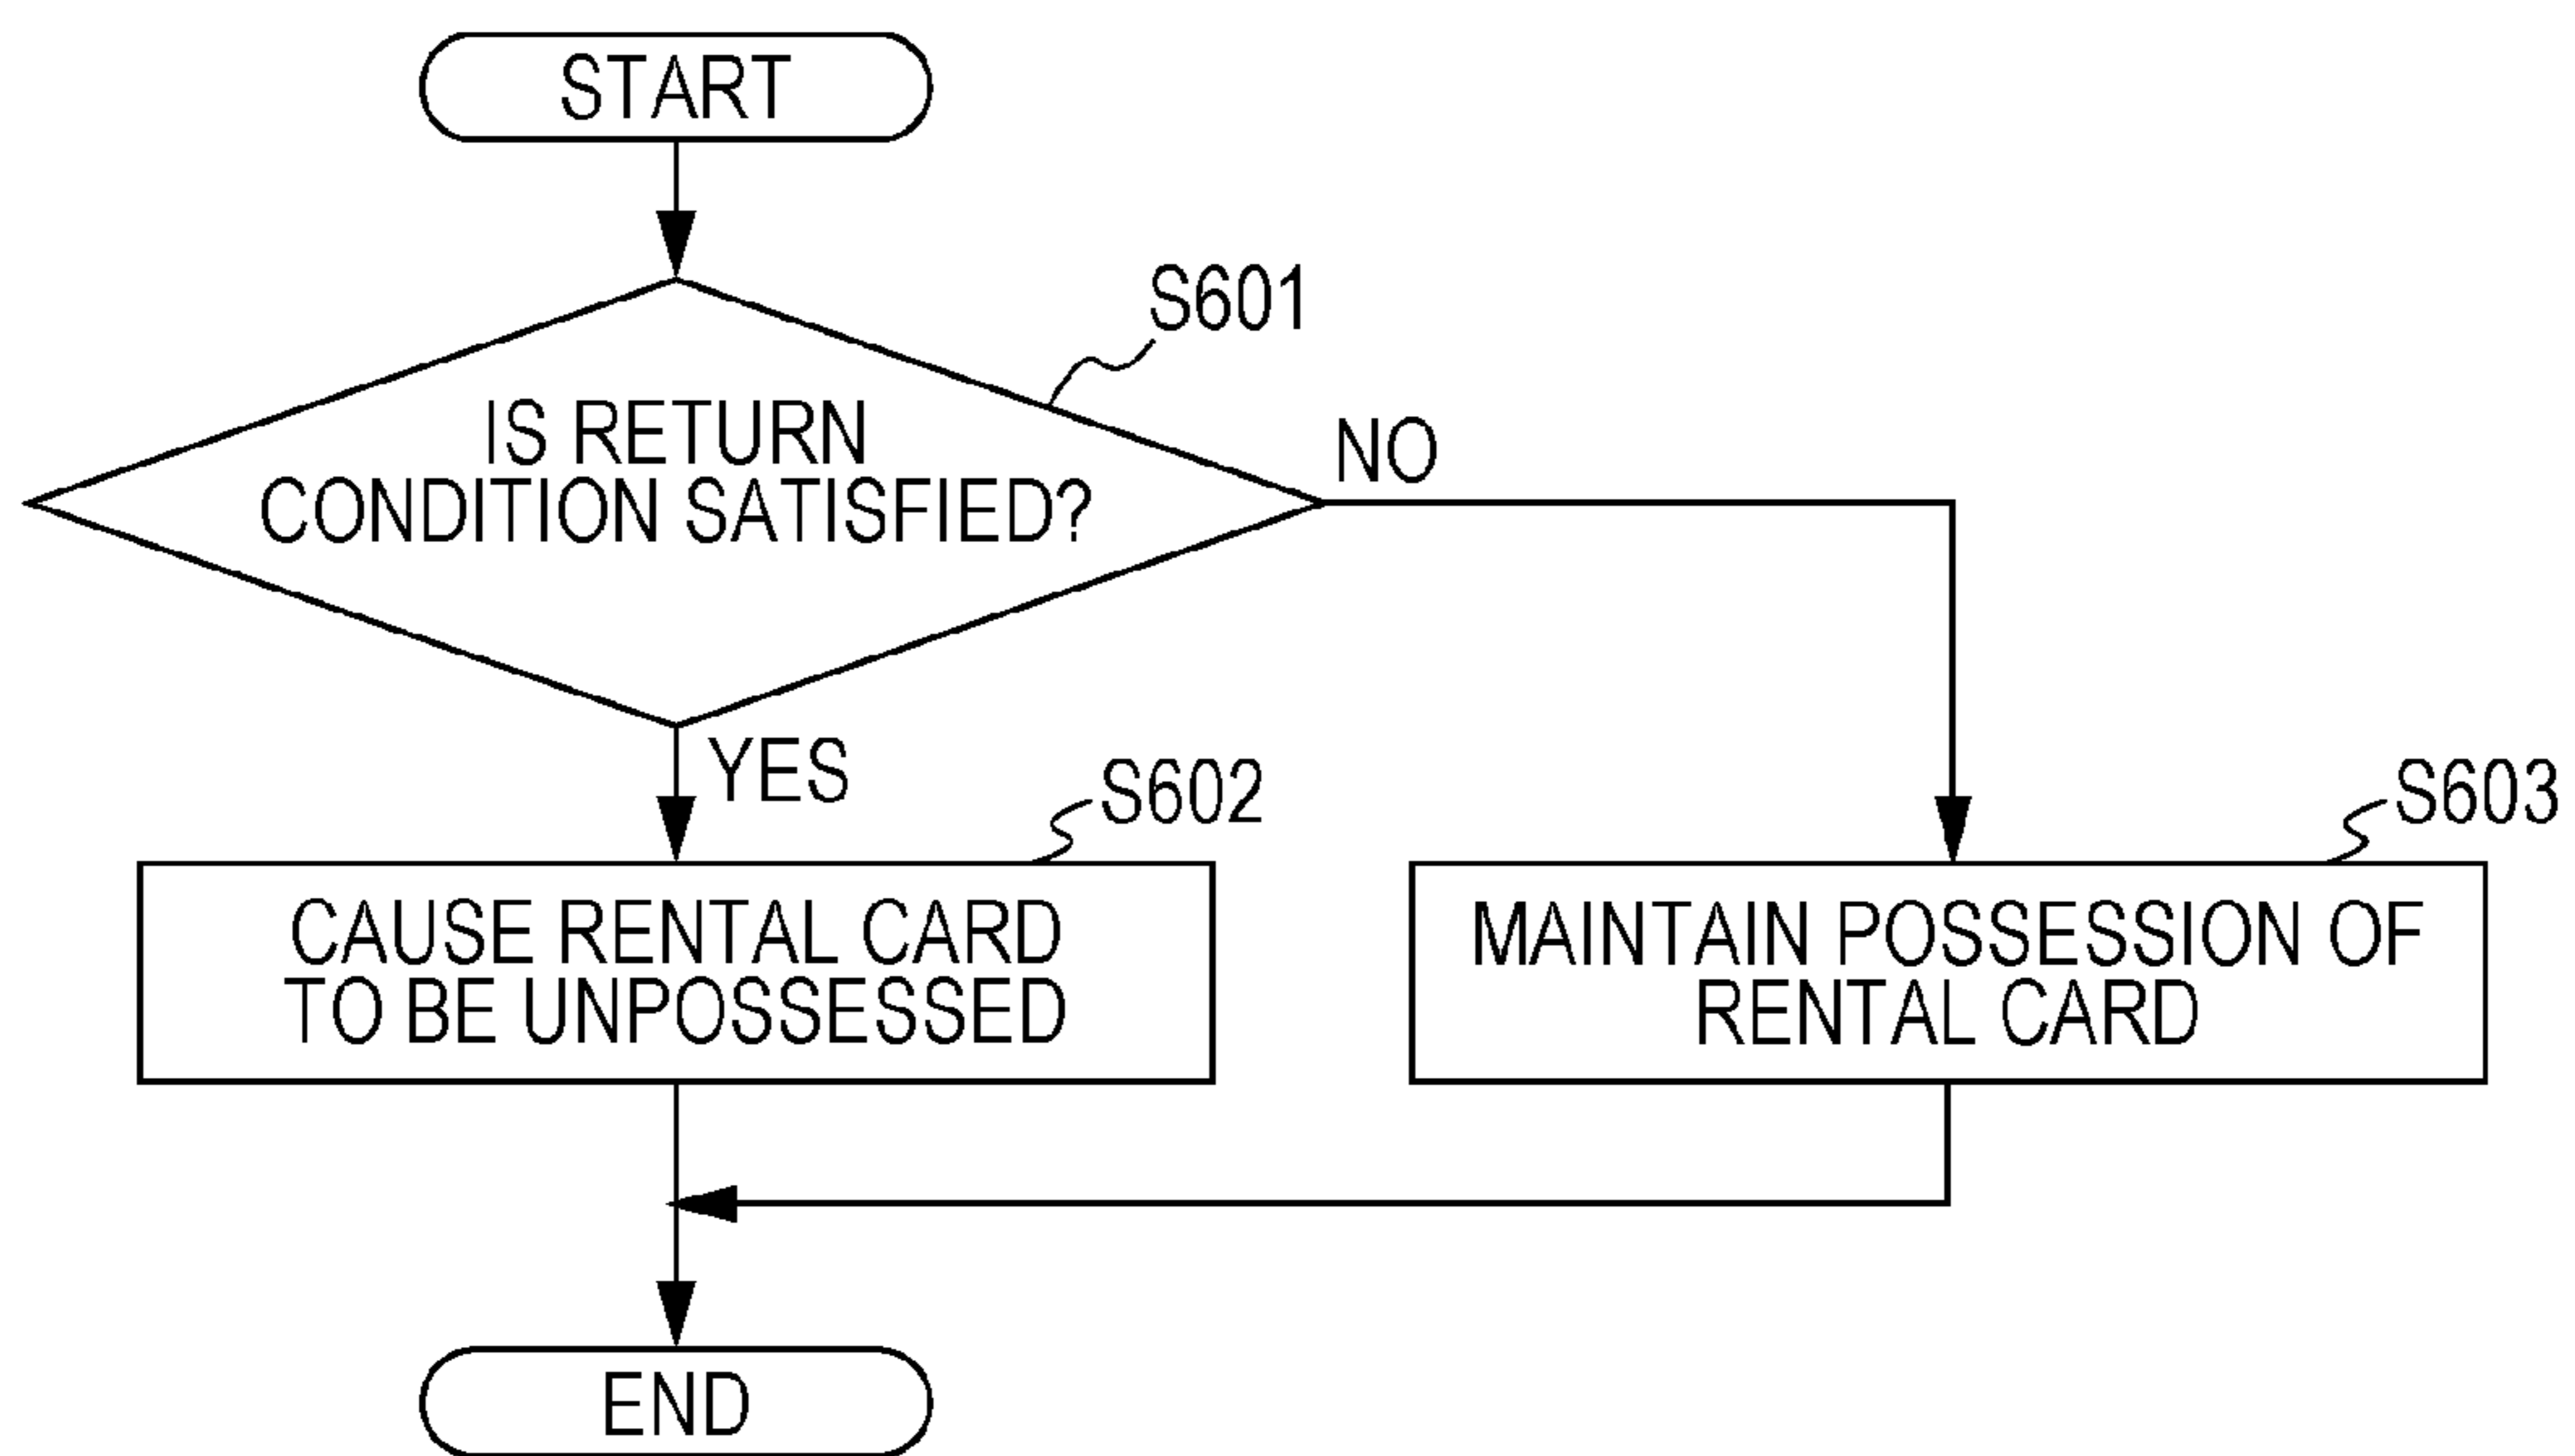 START
S601
IS RETURN
CONDITION SATISFIED?
NO
YES
S602
CAUSE RENTAL CARD
TO BE UNPOSSESSED
S603
MAINTAIN POSSESSION OF
RENTAL CARD
END